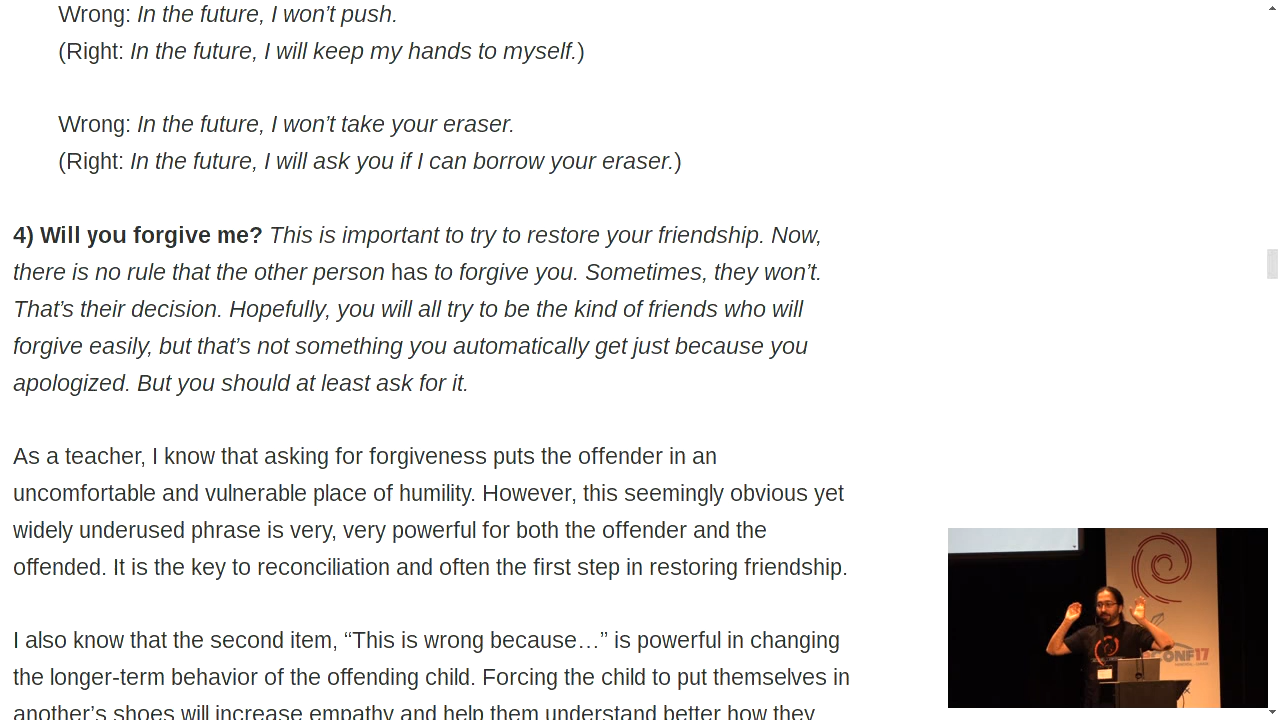 Wrong: In the future, I won’t push.
(Right: In the future, I will keep my hands to myself.)
Wrong: In the future, I won’t take your eraser.
(Right: In the future, I will ask you if I can borrow your eraser.)
4) Will you forgive me? This is important to try to restore your friendship. Now,
there is no rule that the other person has to forgive you. Sometimes, they won’t.
That’s their decision. Hopefully, you will all try to be the kind of friends who will
forgive easily, but that’s not something you automatically get just because you
apologized. But you should at least ask for it.
As a teacher, I know that asking for forgiveness puts the offender in an
uncomfortable and vulnerable place of humility. However, this seemingly obvious yet
widely underused phrase is very, very powerful for both the offender and the
offended. It is the key to reconciliation and often the first step in restoring friendship.
I also know that the second item, “This is wrong because…” is powerful in changing
the longer-term behavior of the offending child. Forcing the child to put themselves in
another’s shoes will increase empathy and help them understand better how they
CONF17